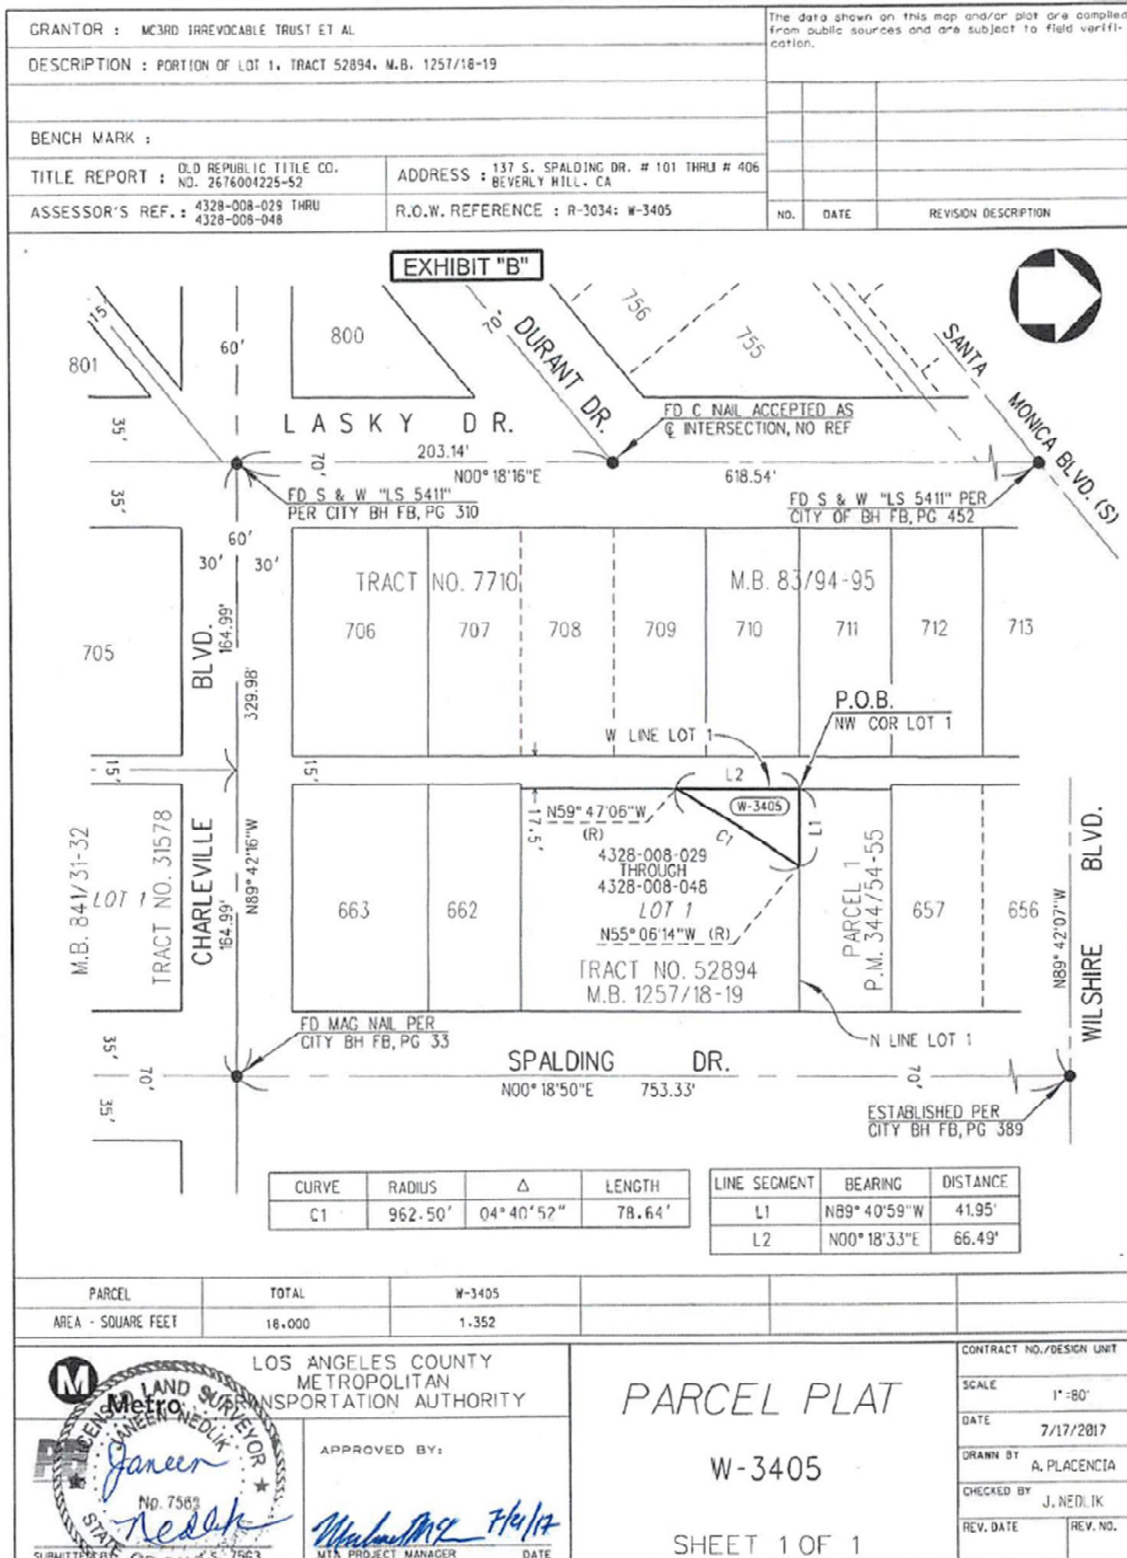 GRANTOR : MC3RD IRREVOCABLE TRUST ET AL
The data shown on this map and/or plot are compiled
from public sources and are subject to field verifi-
cation.
DESCRIPTION : PORTION OF LOT 1, TRACT 52894, M.B. 1257/18-19
BENCH MARK :
TITLE REPORT : OLD REPUBLIC TITLE CO.
NO. 2676004225-52
ADDRESS : 137 S. SPALDING DR. # 101 THRU # 406
BEVERLY HILL. CA
ASSESSOR'S REF.: 4328-008-029 THRU
4328-008-048
R.O.W. REFERENCE : R-3034; W-3405
NO. DATE REVISION DESCRIPTION
EXHIBIT "B"
15'
801
60'
800
70'
DURANT DR.
756
755
SANTA MONICA BLVD. (S)
35'
LASKY DR.
70'
203.14'
N00°18'16"E
FD C NAIL ACCEPTED AS
℄ INTERSECTION, NO REF
618.54'
35'
FD S & W "LS 5411"
PER CITY BH FB, PG 310
FD S & W "LS 5411" PER
CITY OF BH FB, PG 452
60'
30' 30'
TRACT NO. 7710
M.B. 83/94-95
705
706
707
708
709
710
711
712
713
BLVD.
164.99'
329.98'
P.O.B.
NW COR LOT 1
W LINE LOT 1
15'
15'
L2
W-3405
L1
C1
17.5'
N59°47'06"W
(R)
4328-008-029
THROUGH
4328-008-048
LOT 1
N55°06'14"W (R)
TRACT NO. 52894
M.B. 1257/18-19
M.B. 841/31-32
LOT 1
TRACT NO. 31578
CHARLEVILLE
164.99'
N89°42'16"W
663
662
PARCEL 1
P.M. 344/54-55
657
656
N89°42'07"W
WILSHIRE BLVD.
N LINE LOT 1
FD MAG NAIL PER
CITY BH FB, PG 33
35'
70'
35'
SPALDING DR.
N00°18'50"E 753.33'
70'
ESTABLISHED PER
CITY BH FB, PG 389
CURVE RADIUS Δ LENGTH
C1 962.50' 04°40'52" 78.64'
LINE SEGMENT BEARING DISTANCE
L1 N89°40'59"W 41.95'
L2 N00°18'33"E 66.49'
PARCEL TOTAL W-3405
AREA - SQUARE FEET 18,000 1,352
M
Metro
LOS ANGELES COUNTY
METROPOLITAN
TRANSPORTATION AUTHORITY
LICENSED LAND SURVEYOR
JANEEN NEDLIK
Janeen
Nedlik
No. 7563
STATE
APPROVED BY:
7/21/17
MTA PROJECT MANAGER DATE
PARCEL PLAT
W-3405
SHEET 1 OF 1
CONTRACT NO./DESIGN UNIT
SCALE
1"=80'
DATE
7/17/2017
DRAWN BY
A. PLACENCIA
CHECKED BY
J. NEDLIK
REV. DATE REV. NO.